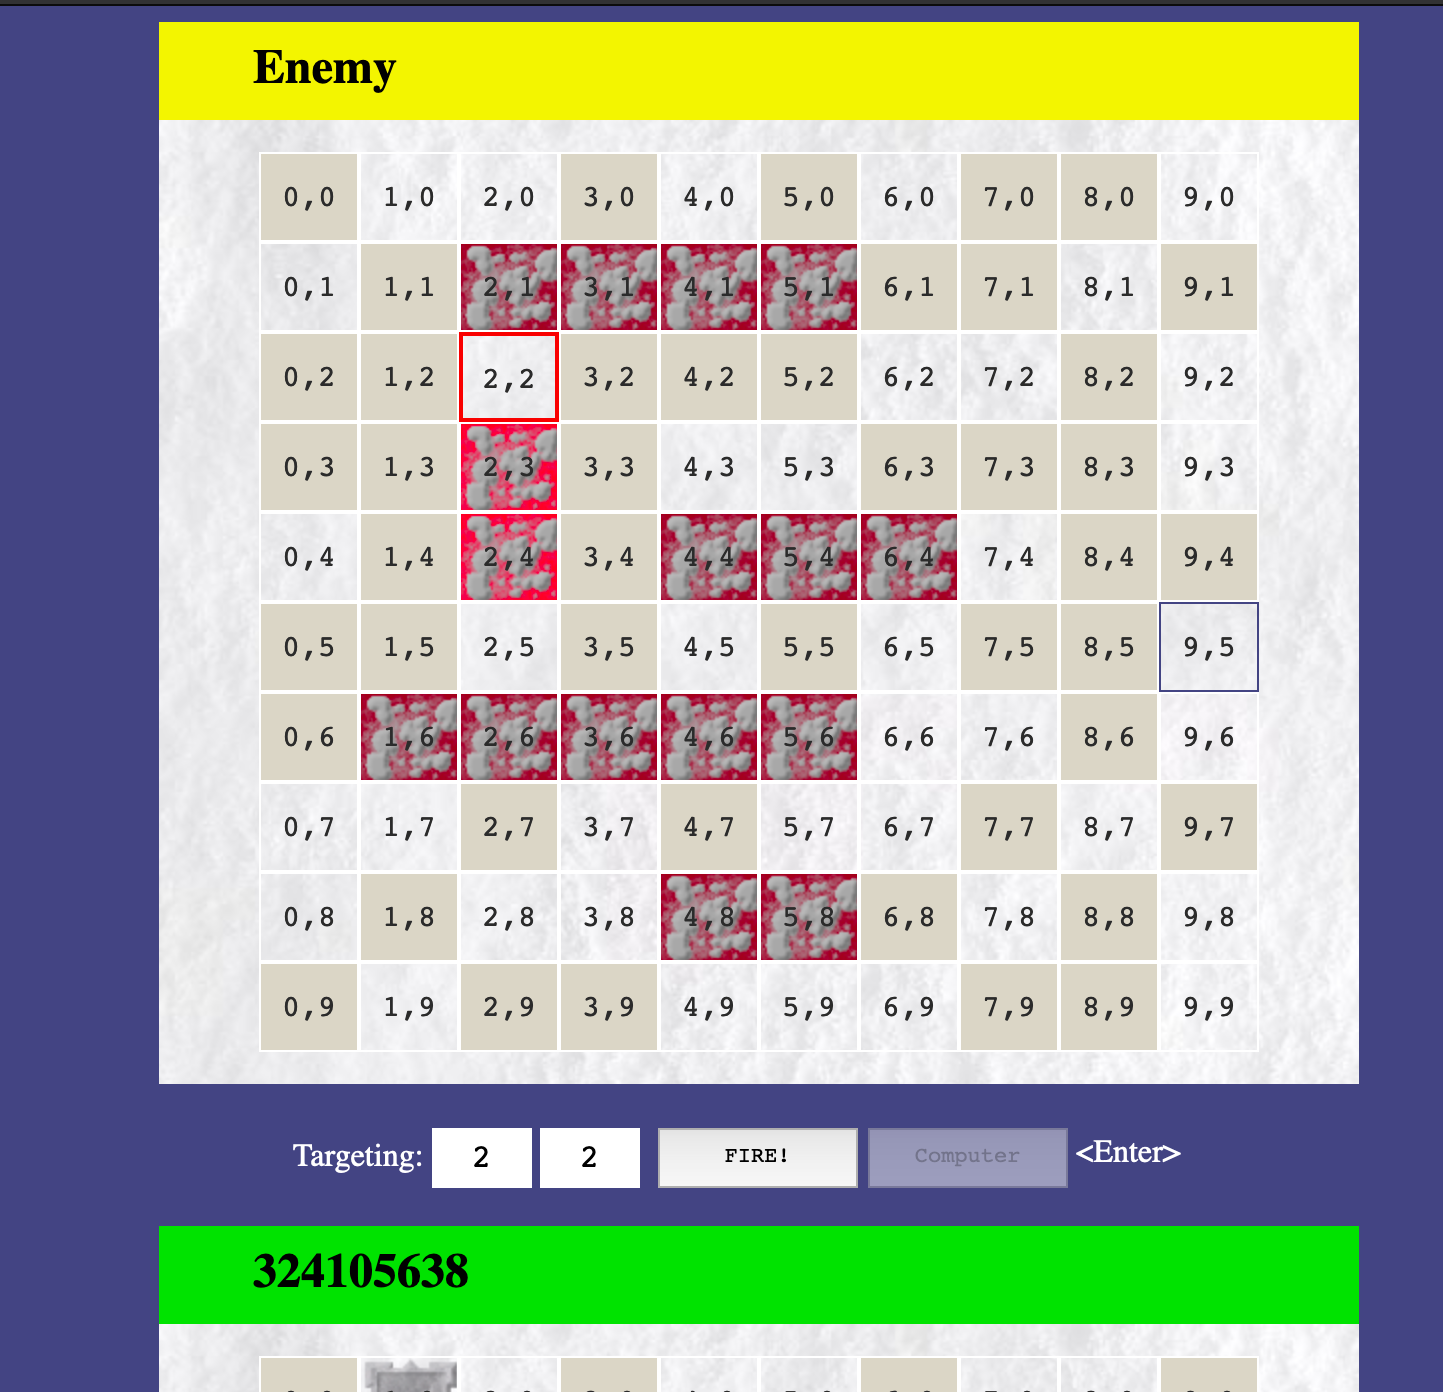 Enemy
0,0 1,0 2,0 3,0 4,0 5,0 6,0 7,0 8,0 9,0
0,1 1,1 2,1 3,1 4,1 5,1 6,1 7,1 8,1 9,1
0,2 1,2 2,2 3,2 4,2 5,2 6,2 7,2 8,2 9,2
0,3 1,3 2,3 3,3 4,3 5,3 6,3 7,3 8,3 9,3
0,4 1,4 2,4 3,4 4,4 5,4 6,4 7,4 8,4 9,4
0,5 1,5 2,5 3,5 4,5 5,5 6,5 7,5 8,5 9,5
0,6 1,6 2,6 3,6 4,6 5,6 6,6 7,6 8,6 9,6
0,7 1,7 2,7 3,7 4,7 5,7 6,7 7,7 8,7 9,7
0,8 1,8 2,8 3,8 4,8 5,8 6,8 7,8 8,8 9,8
0,9 1,9 2,9 3,9 4,9 5,9 6,9 7,9 8,9 9,9
Targeting: 2 2 FIRE! Computer <Enter>
324105638